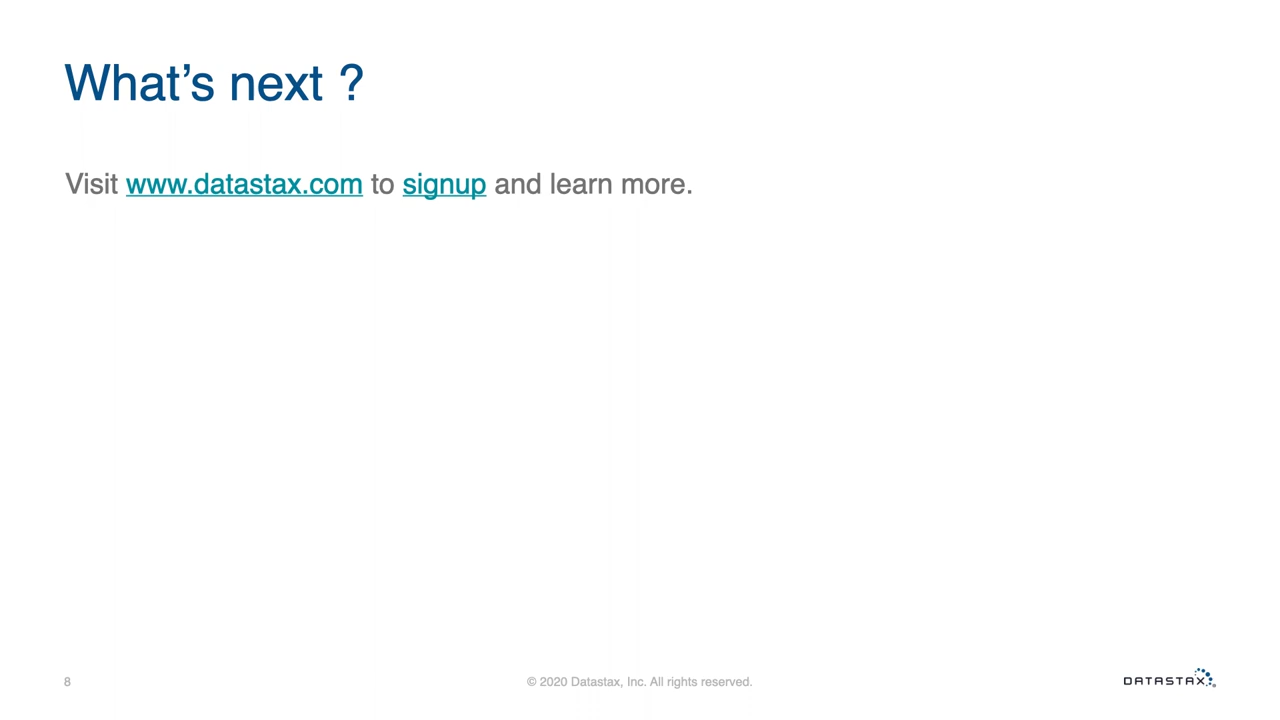 What’s next ?
Visit www.datastax.com to signup and learn more.
8
© 2020 Datastax, Inc. All rights reserved.
DATASTAX